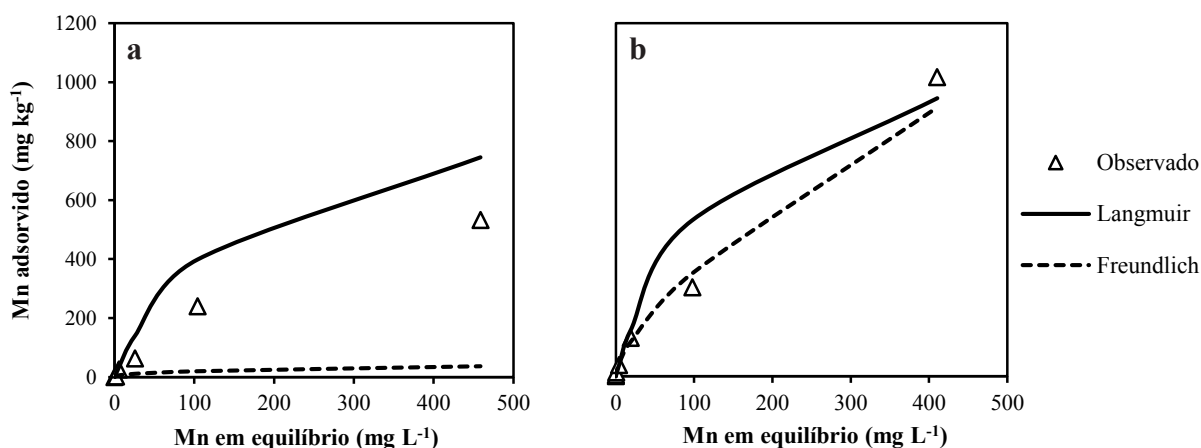 Mn adsorvido (mg kg⁻¹)
1200
1000
800
600
400
200
0
a
0 100 200 300 400 500
Mn em equilíbrio (mg L⁻¹)
b
0 100 200 300 400 500
Mn em equilíbrio (mg L⁻¹)
Observado
Langmuir
Freundlich